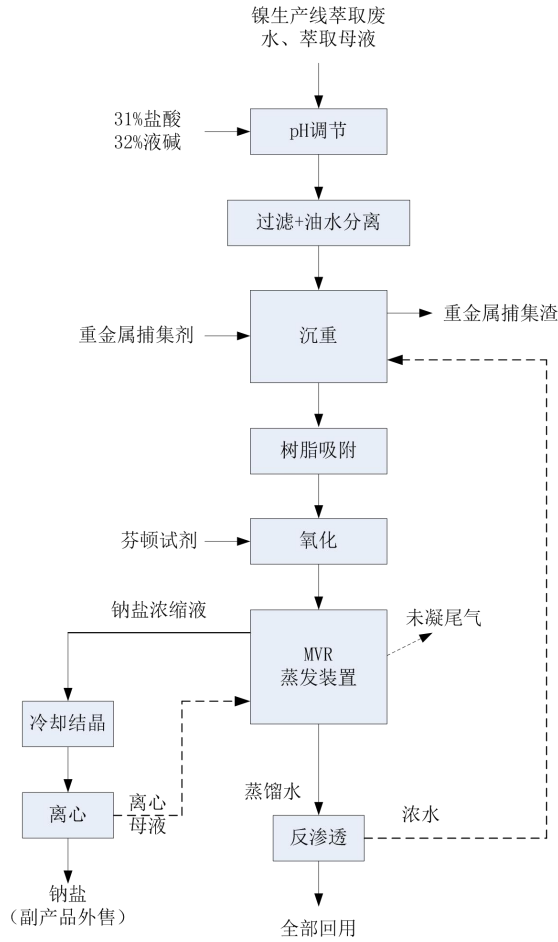 镍生产线萃取废
水、萃取母液
31%盐酸
32%液碱
pH调节
过滤+油水分离
重金属捕集剂
沉重
重金属捕集渣
树脂吸附
芬顿试剂
氧化
钠盐浓缩液
MVR
蒸发装置
未凝尾气
冷却结晶
离心
离心
母液
蒸馏水
反渗透
浓水
钠盐
(副产品外售)
全部回用